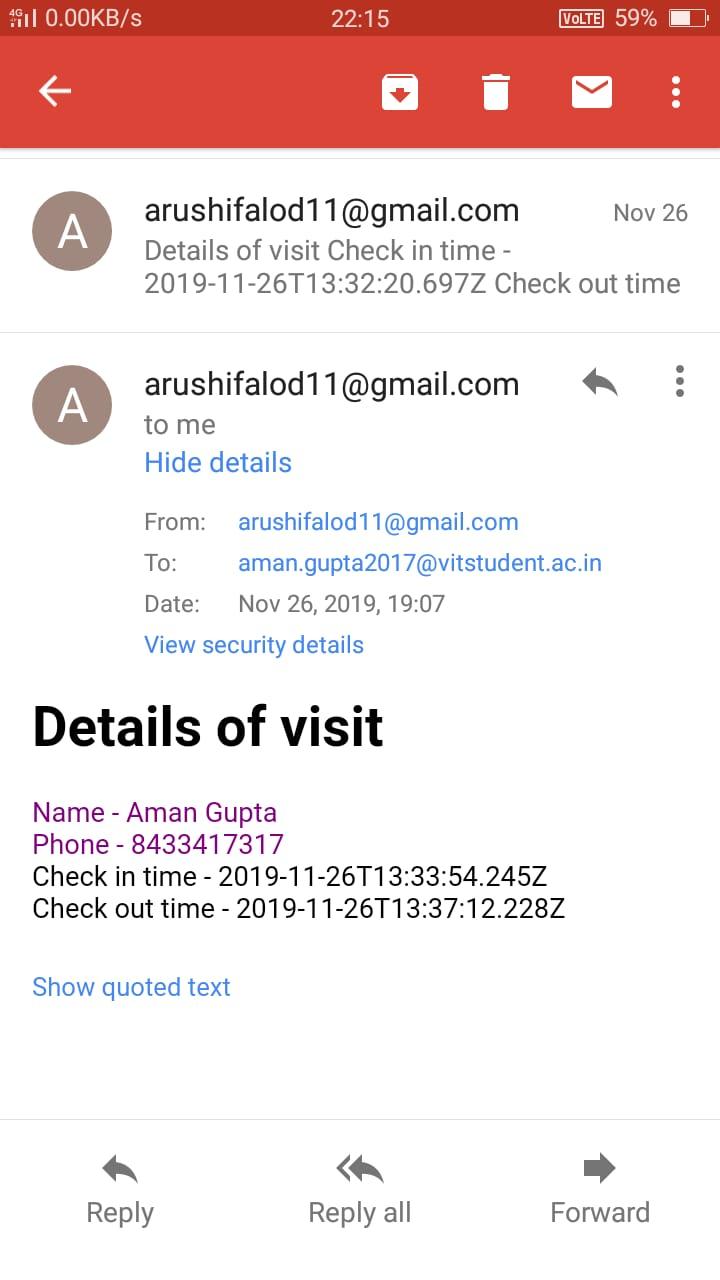 4G 0.00KB/s 22:15 VoLTE 59%
A arushifalod11@gmail.com Nov 26
Details of visit Check in time -
2019-11-26T13:32:20.697Z Check out time
A arushifalod11@gmail.com
to me
Hide details
From: arushifalod11@gmail.com
To: aman.gupta2017@vitstudent.ac.in
Date: Nov 26, 2019, 19:07
View security details
Details of visit
Name - Aman Gupta
Phone - 8433417317
Check in time - 2019-11-26T13:33:54.245Z
Check out time - 2019-11-26T13:37:12.228Z
Show quoted text
Reply Reply all Forward